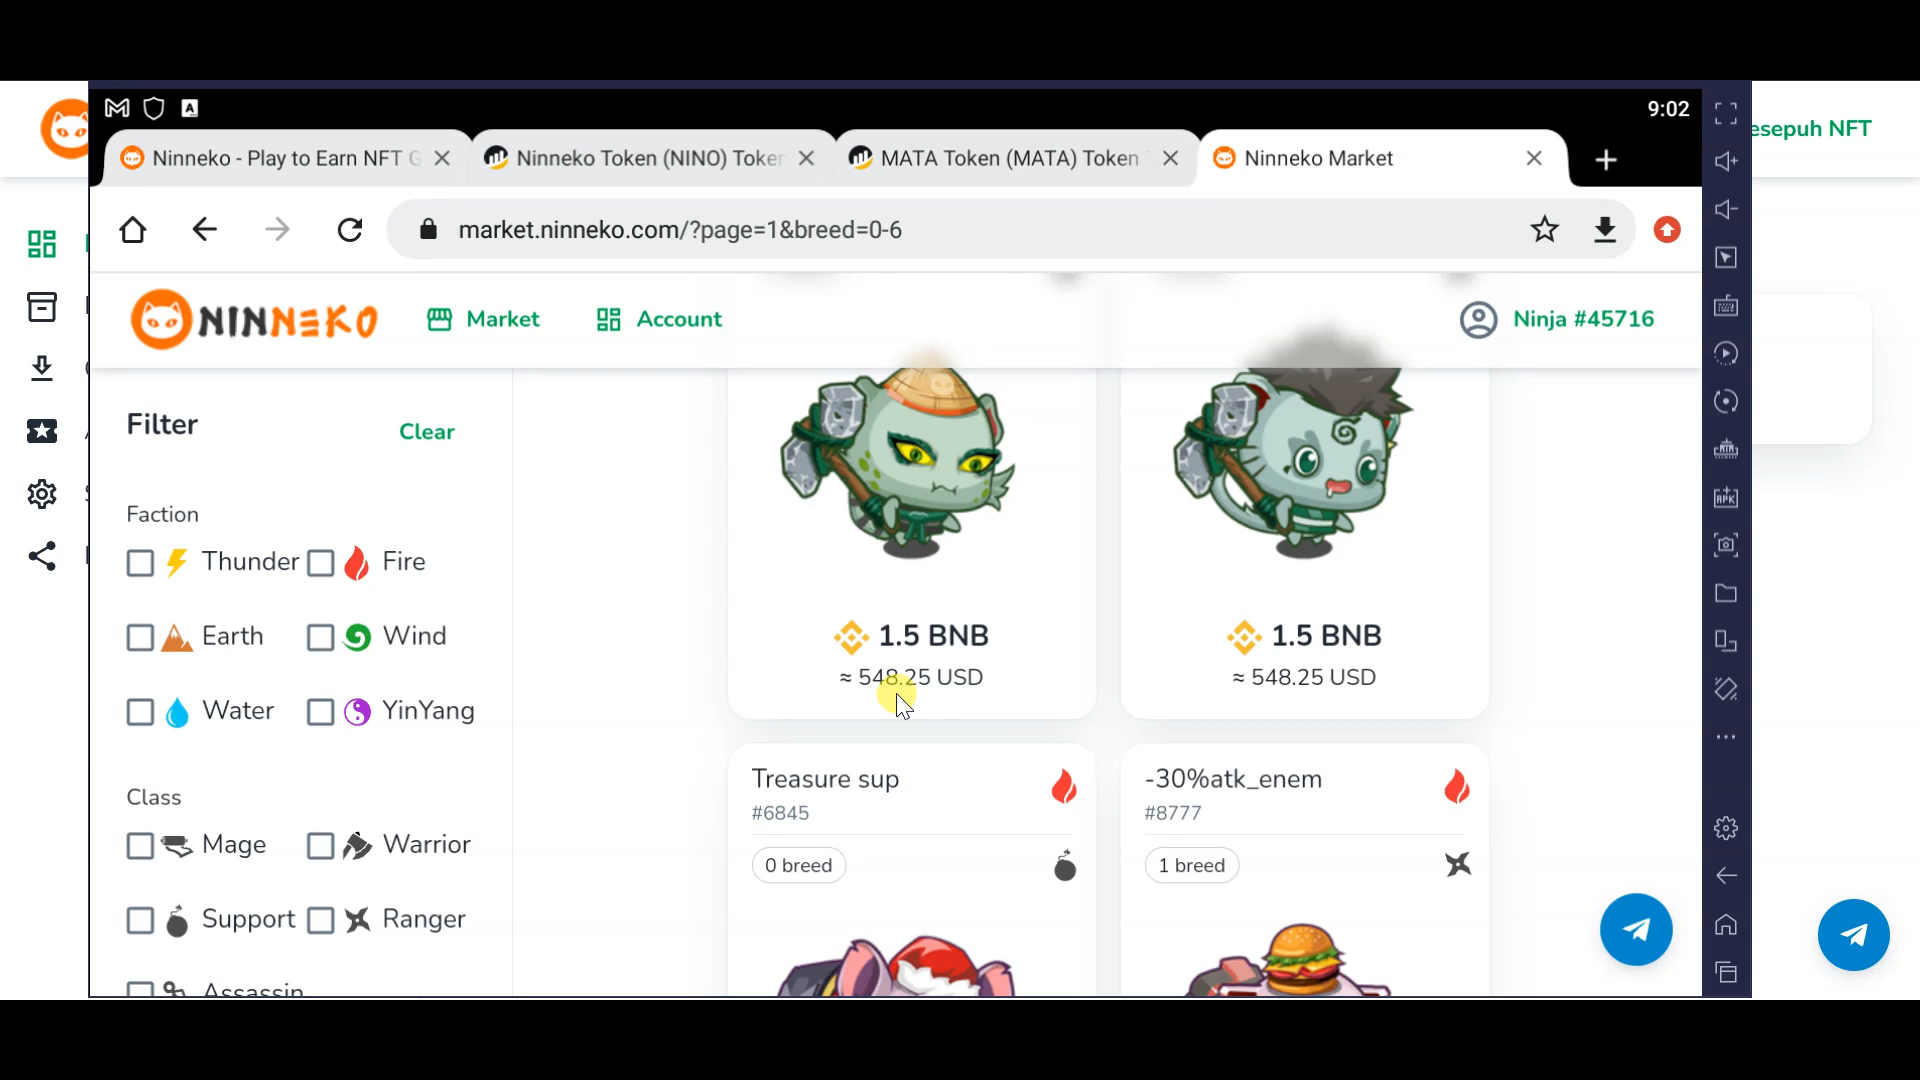 9:02
Ninneko - Play to Earn NFT G
Ninneko Token (NINO) Toke
MATA Token (MATA) Token
Ninneko Market
market.ninneko.com/?page=1&breed=0-6
esepuh NFT
NINNEKO
Market
Account
Ninja #45716
Filter
Clear
Faction
Thunder
Fire
Earth
Wind
Water
YinYang
Class
Mage
Warrior
Support
Ranger
Assassin
1.5 BNB
≈ 548.25 USD
1.5 BNB
≈ 548.25 USD
Treasure sup
#6845
0 breed
-30%atk_enem
#8777
1 breed
APK